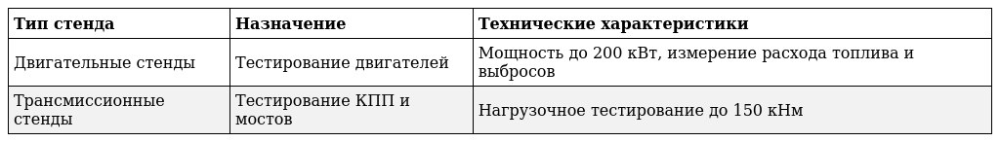 Тип стенда Назначение Технические характеристики
Двигательные стенды Тестирование двигателей Мощность до 200 кВт, измерение расхода топлива и
выбросов
Трансмиссионные
стенды
Тестирование КПП и
мостов
Нагрузочное тестирование до 150 кНм